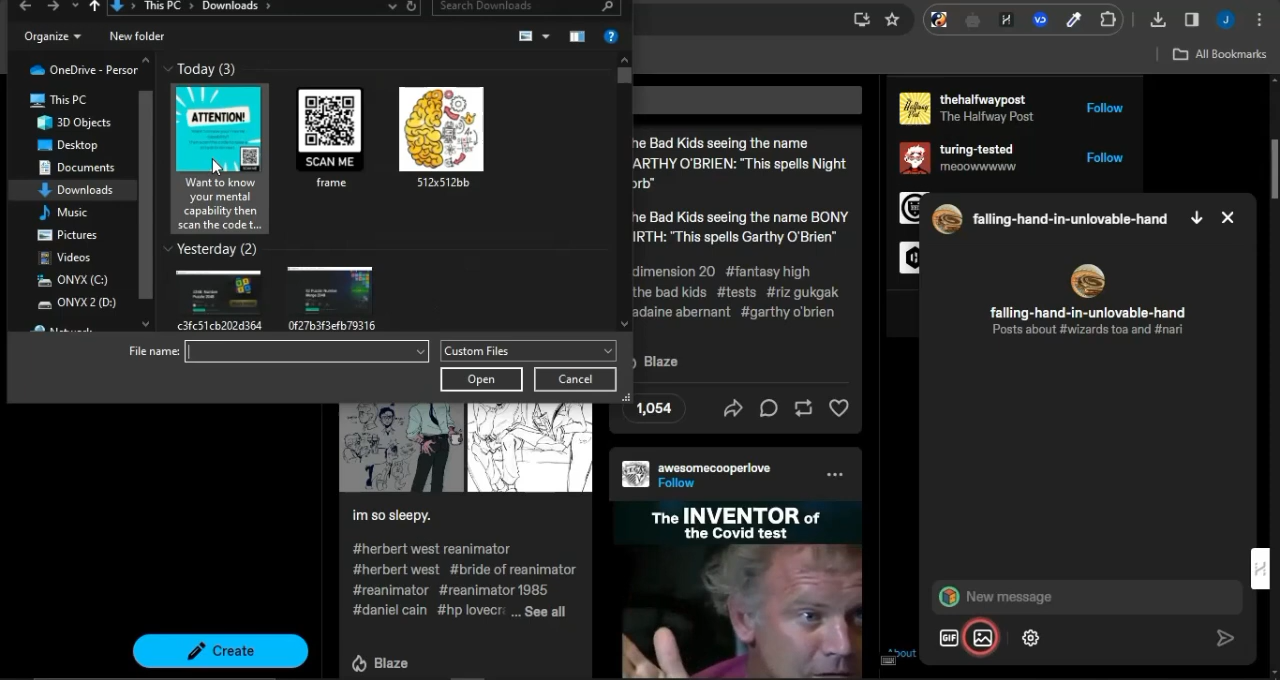 This PC
Downloads
Search Downloads
Organize
New folder
OneDrive - Person
This PC
3D Objects
Desktop
Documents
Downloads
Music
Pictures
Videos
ONYX (C:)
ONYX 2 (D:)
Today (3)
ATTENTION!
Want to know
your mental
capability then
scan the code t...
SCAN ME
frame
512x512bb
Yesterday (2)
c3fc51cb202d364
0f27b3f3efb79316
File name:
Custom Files
Open
Cancel
All Bookmarks
he Bad Kids seeing the name
ARTHY O'BRIEN: "This spells Night
orb"
he Bad Kids seeing the name BONY
IRTH: "This spells Garthy O'Brien"
dimension 20 #fantasy high
the bad kids #tests #riz gukgak
adaine abernant #garthy o'brien
Blaze
1,054
im so sleepy.
#herbert west reanimator
#herbert west #bride of reanimator
#reanimator #reanimator 1985
#daniel cain #hp lovecr ... See all
Blaze
Create
awesomecooperlove
Follow
The INVENTOR of
the Covid test
thehalfwaypost
The Halfway Post
Follow
turing-tested
meoowwwww
Follow
falling-hand-in-unlovable-hand
falling-hand-in-unlovable-hand
Posts about #wizards toa and #nari
New message
GIF
About